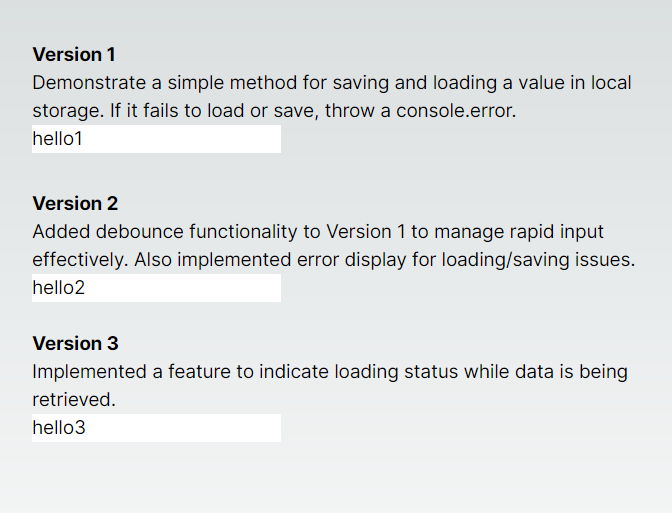 Version 1
Demonstrate a simple method for saving and loading a value in local
storage. If it fails to load or save, throw a console.error.
hello1
Version 2
Added debounce functionality to Version 1 to manage rapid input
effectively. Also implemented error display for loading/saving issues.
hello2
Version 3
Implemented a feature to indicate loading status while data is being
retrieved.
hello3